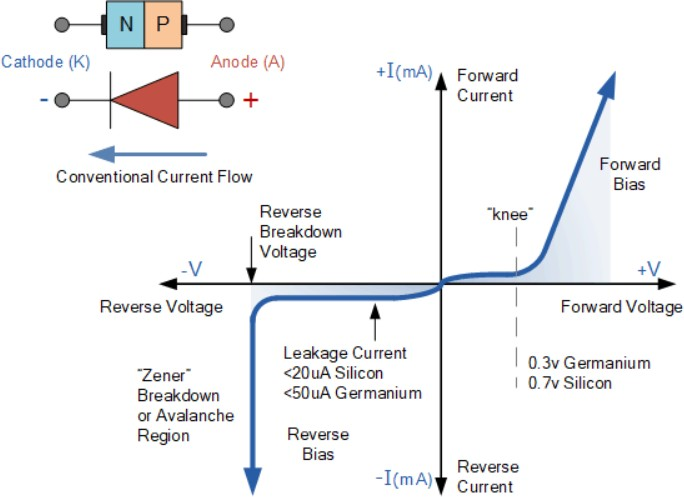 N P
Cathode (K)
Anode (A)
- +
Conventional Current Flow
+I(mA)
Forward
Current
Forward
Bias
"knee"
Reverse
Breakdown
Voltage
-V
+V
Reverse Voltage
Forward Voltage
Leakage Current
<20uA Silicon
<50uA Germanium
0.3v Germanium
0.7v Silicon
"Zener"
Breakdown
or Avalanche
Region
Reverse
Bias
-I(mA)
Reverse
Current